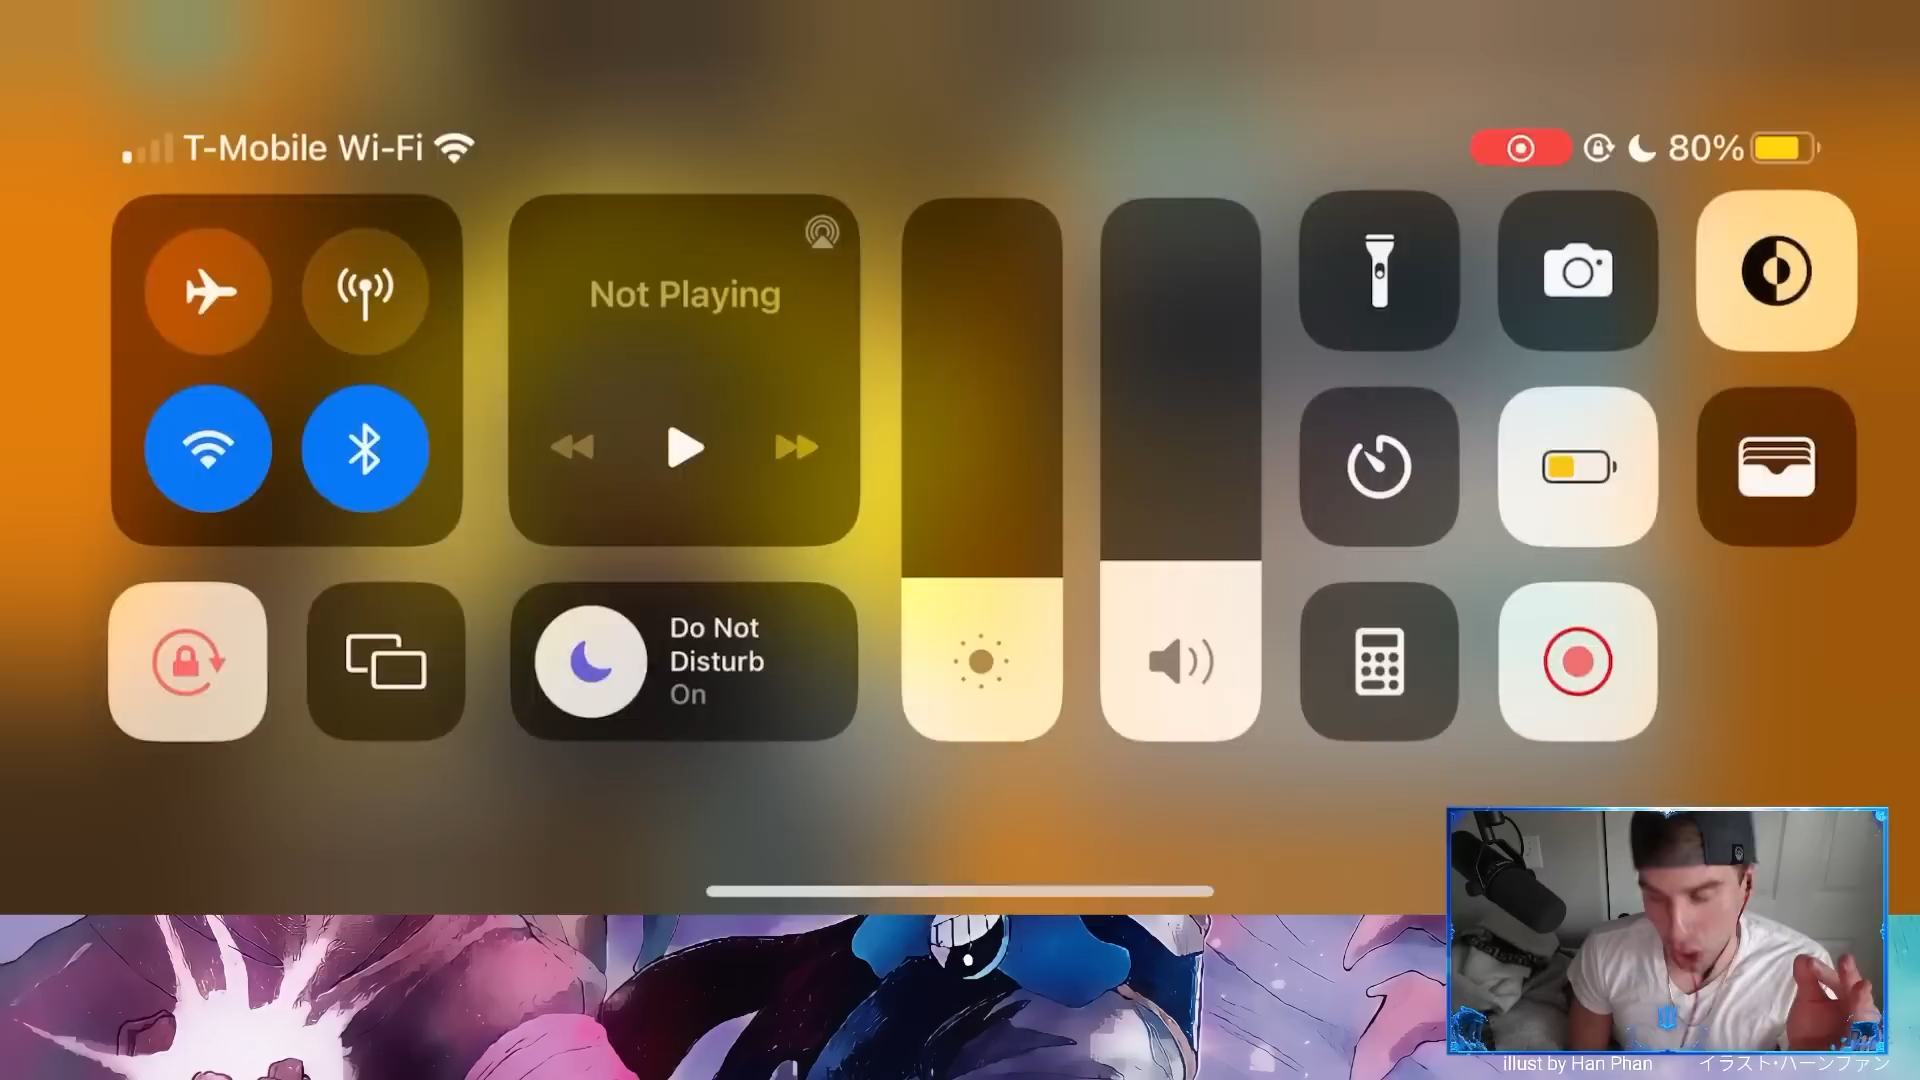 T-Mobile Wi-Fi
80%
Not Playing
Do Not
Disturb
On
illust by Han Phan
イラスト・ハーンファン